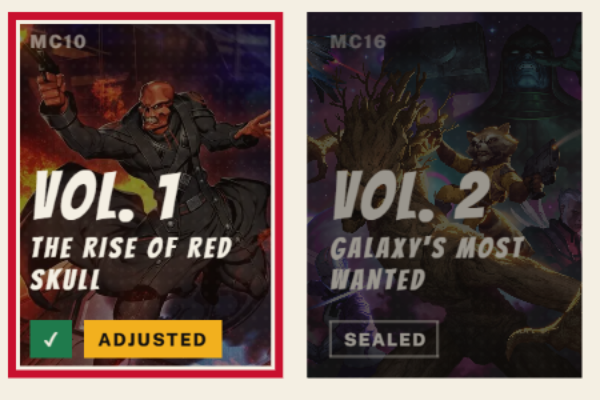 MC10
VOL. 1
THE RISE OF RED
SKULL
✓ ADJUSTED
MC16
VOL. 2
GALAXY'S MOST
WANTED
SEALED